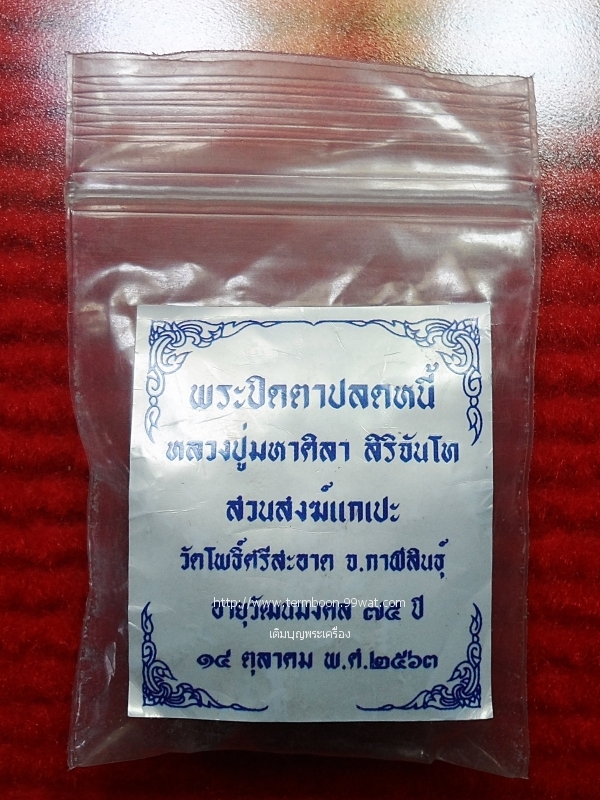 พระปิดตาปลดหนี้
หลวงปู่มหาศิลา สิริจันโท
สวนสงฆ์แกเปะ
วัดโพธิ์ศรีสะอาด จ.กาฬสินธุ์
http://www.termboon.99wat.com
อายุวัฒนมงคล ๗๕ ปี
เติมบุญพระเครื่อง
๑๔ ตุลาคม พ.ศ.๒๕๖๓